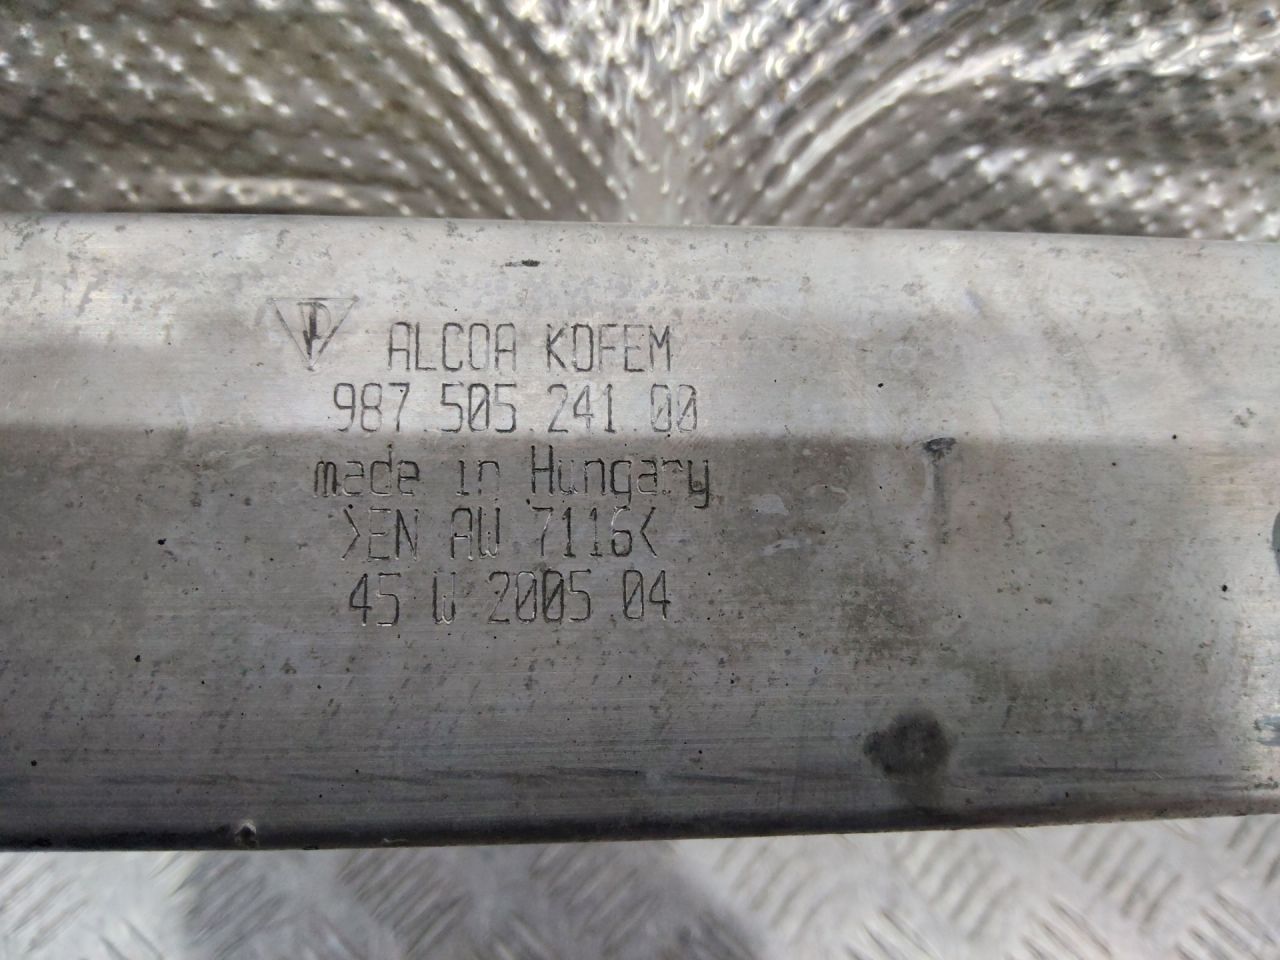 ALCOA KOFEM
987.505.241.00
made in Hungary
>EN AW 7116<
45 W 2005 04